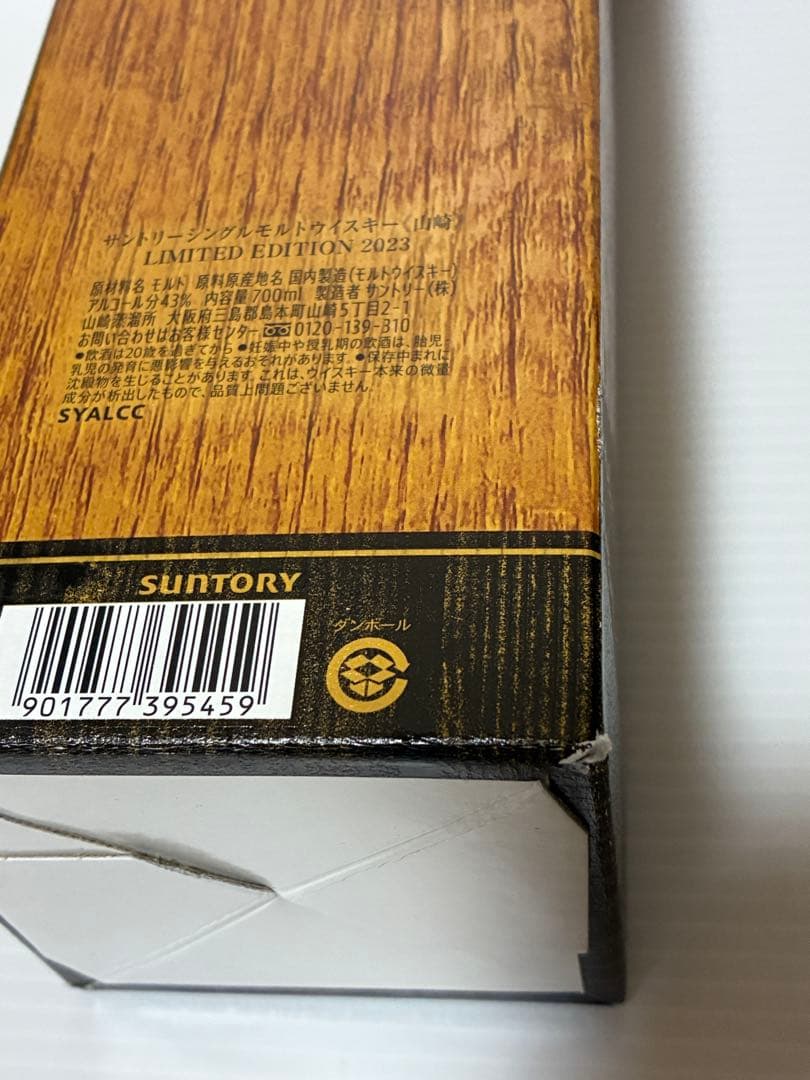 サントリーシングルモルトウイスキー《山崎》
LIMITED EDITION 2023
原材料名 モルト 原料原産地名 国内製造(モルトウイスキー)
アルコール分43% 内容量700ml 製造者 サントリー(株)
山崎蒸溜所 大阪府三島郡島本町山崎5丁目2-1
お問い合わせはお客様センター 0120-139-310
●飲酒は20歳を過ぎてから ●妊娠中や授乳期の飲酒は、胎児・
乳児の発育に悪影響を与えるおそれがあります。●保存中まれに
沈殿物を生じることがあります。これは、ウイスキー本来の微量
成分が析出したもので、品質上問題ございません。
SYALCC
SUNTORY
ダンボール
901777 395459